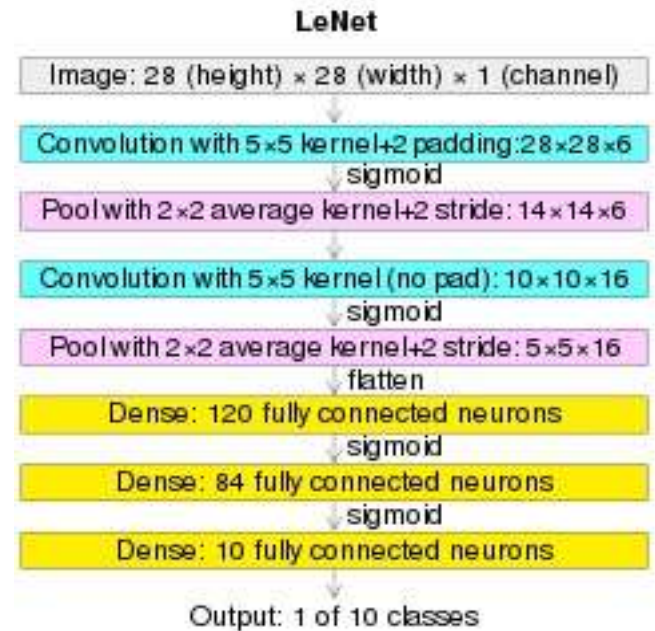 LeNet
Image: 28 (height) × 28 (width) × 1 (channel)
Convolution with 5×5 kernel+2 padding:28×28×6
sigmoid
Pool with 2×2 average kernel+2 stride: 14×14×6
Convolution with 5×5 kernel (no pad): 10×10×16
sigmoid
Pool with 2×2 average kernel+2 stride: 5×5×16
flatten
Dense: 120 fully connected neurons
sigmoid
Dense: 84 fully connected neurons
sigmoid
Dense: 10 fully connected neurons
Output: 1 of 10 classes